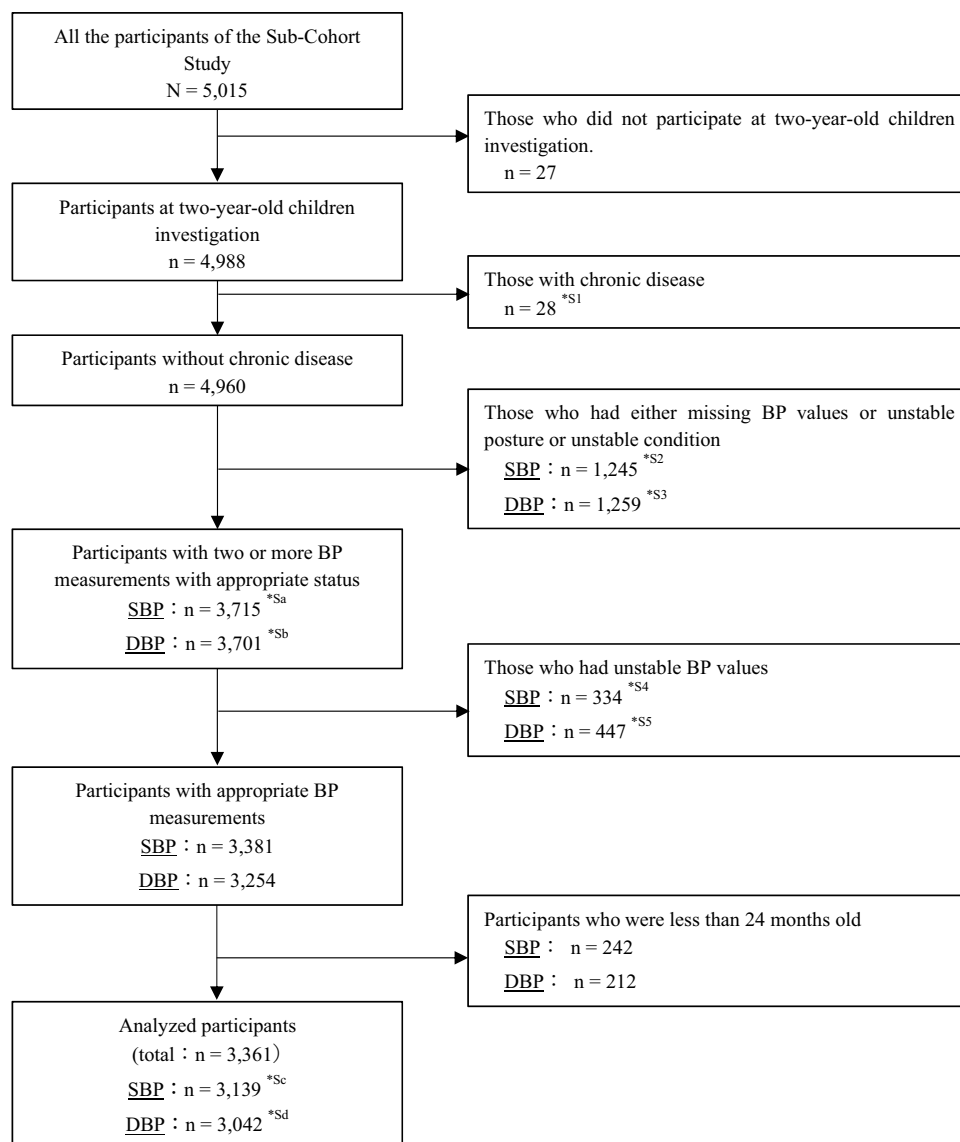 All the participants of the Sub-Cohort
Study
N = 5,015
Those who did not participate at two-year-old children
investigation.
n = 27
Participants at two-year-old children
investigation
n = 4,988
Those with chronic disease
n = 28 *S1
Participants without chronic disease
n = 4,960
Those who had either missing BP values or unstable
posture or unstable condition
SBP：n = 1,245 *S2
DBP：n = 1,259 *S3
Participants with two or more BP
measurements with appropriate status
SBP：n = 3,715 *Sa
DBP：n = 3,701 *Sb
Those who had unstable BP values
SBP：n = 334 *S4
DBP：n = 447 *S5
Participants with appropriate BP
measurements
SBP：n = 3,381
DBP：n = 3,254
Participants who were less than 24 months old
SBP： n = 242
DBP： n = 212
Analyzed participants
(total：n = 3,361）
SBP：n = 3,139 *Sc
DBP：n = 3,042 *Sd